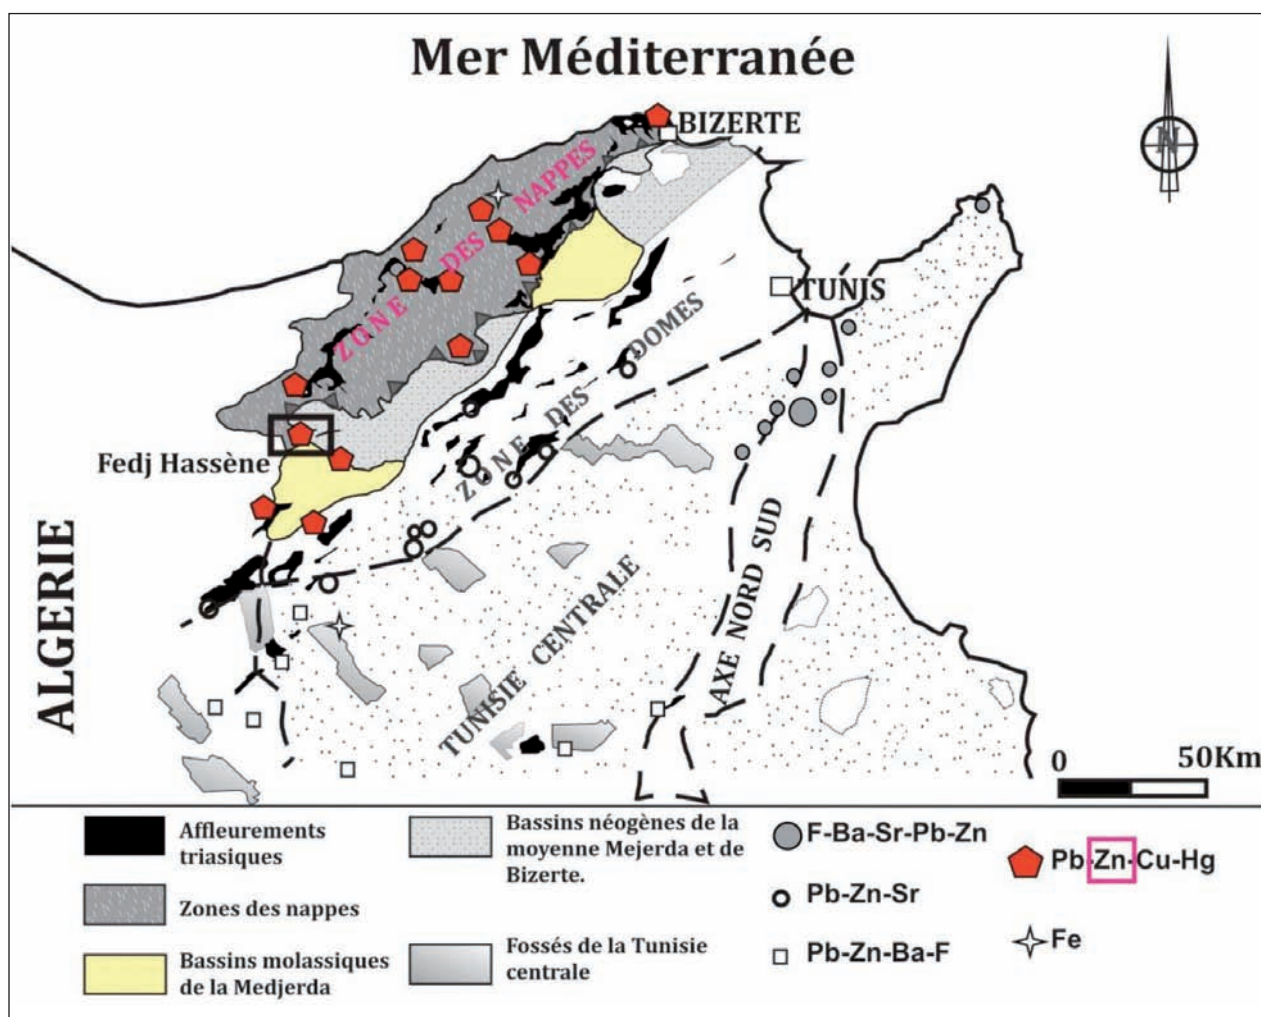 Mer Méditerranée
N
BIZERTE
ZONE DES NAPPES
TUNIS
ZONE DES DOMES
Fedj Hassène
ALGERIE
AXE NORD SUD
TUNISIE CENTRALE
0 50Km
Affleurements
triasiques
Zones des nappes
Bassins molassiques
de la Medjerda
Bassins néogènes de la
moyenne Mejerda et de
Bizerte.
Fossés de la Tunisie
centrale
F-Ba-Sr-Pb-Zn
Pb-Zn-Sr
Pb-Zn-Ba-F
Pb-Zn-Cu-Hg
Fe